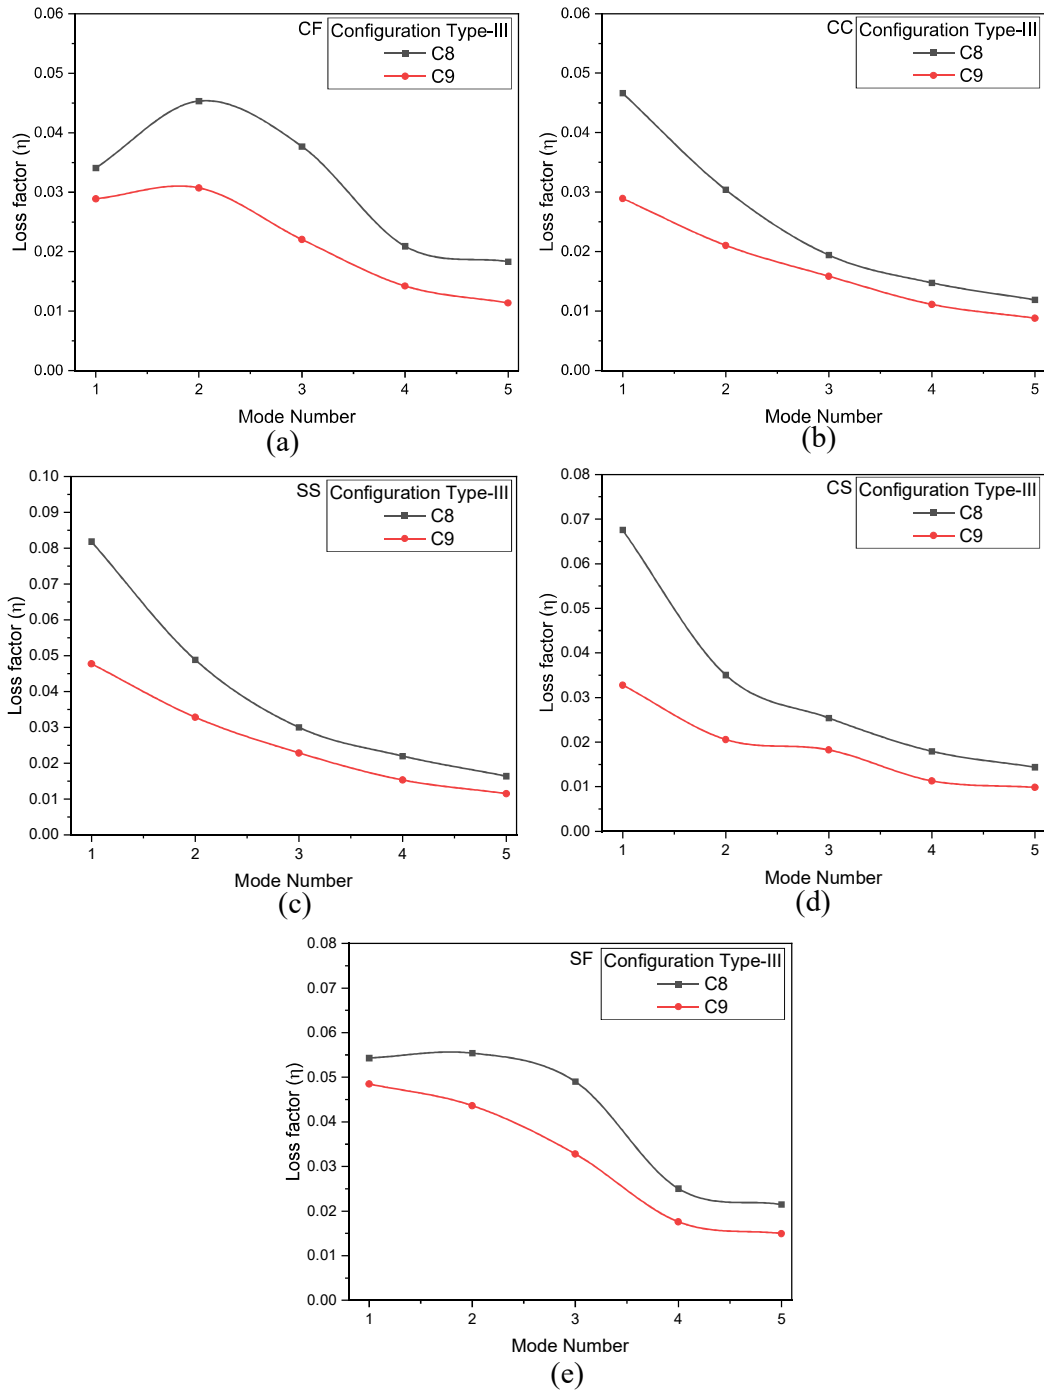 CF
Configuration Type-III
C8
C9
0.06
0.05
0.04
0.03
0.02
0.01
0.00
Loss factor (η)
1 2 3 4 5
Mode Number
(a)
CC
Configuration Type-III
C8
C9
0.06
0.05
0.04
0.03
0.02
0.01
0.00
Loss factor (η)
1 2 3 4 5
Mode Number
(b)
SS
Configuration Type-III
C8
C9
0.10
0.09
0.08
0.07
0.06
0.05
0.04
0.03
0.02
0.01
0.00
Loss factor (η)
1 2 3 4 5
Mode Number
(c)
CS
Configuration Type-III
C8
C9
0.08
0.07
0.06
0.05
0.04
0.03
0.02
0.01
0.00
Loss factor (η)
1 2 3 4 5
Mode Number
(d)
SF
Configuration Type-III
C8
C9
0.08
0.07
0.06
0.05
0.04
0.03
0.02
0.01
0.00
Loss factor (η)
1 2 3 4 5
Mode Number
(e)